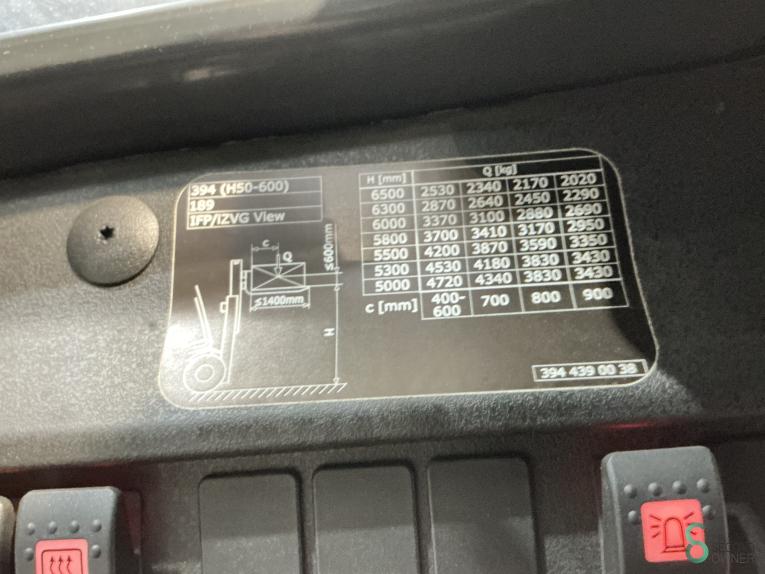 394 (H50-600)
189
IFP/IZVG View
c
Q
≤600mm
≤1400mm
H
H [mm] Q [kg]
6500 2530 2340 2170 2020
6300 2870 2640 2450 2290
6000 3370 3100 2880 2690
5800 3700 3410 3170 2950
5500 4200 3870 3590 3350
5300 4530 4180 3830 3430
5000 4720 4340 3830 3430
c [mm] 400-600 700 800 900
394 439 00 38
SECOND
OWNER